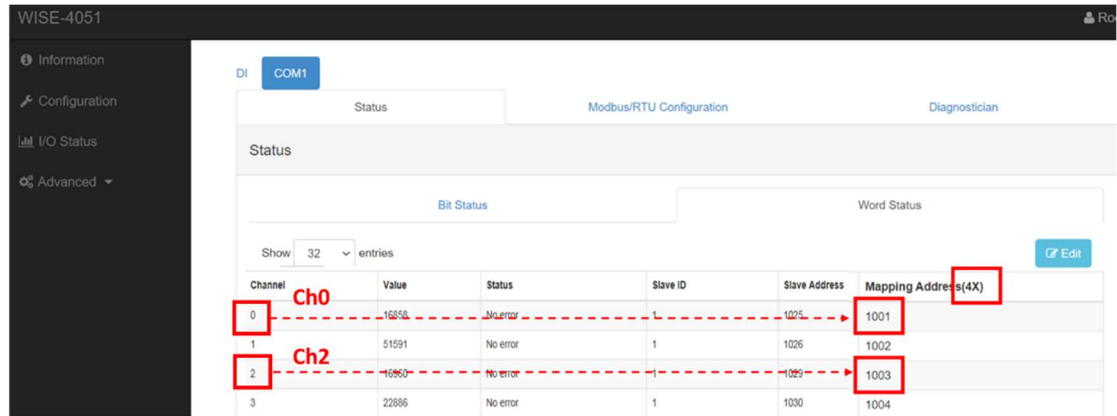 WISE-4051
Ro
Information
Configuration
I/O Status
Advanced
DI COM1
Status Modbus/RTU Configuration Diagnostician
Status
Bit Status Word Status
Show 32 entries Edit
Channel Value Status Slave ID Slave Address Mapping Address(4X)
Ch0
0 16858 No error 1 1025 1001
1 51591 No error 1 1026 1002
Ch2
2 16960 No error 1 1029 1003
3 22886 No error 1 1030 1004